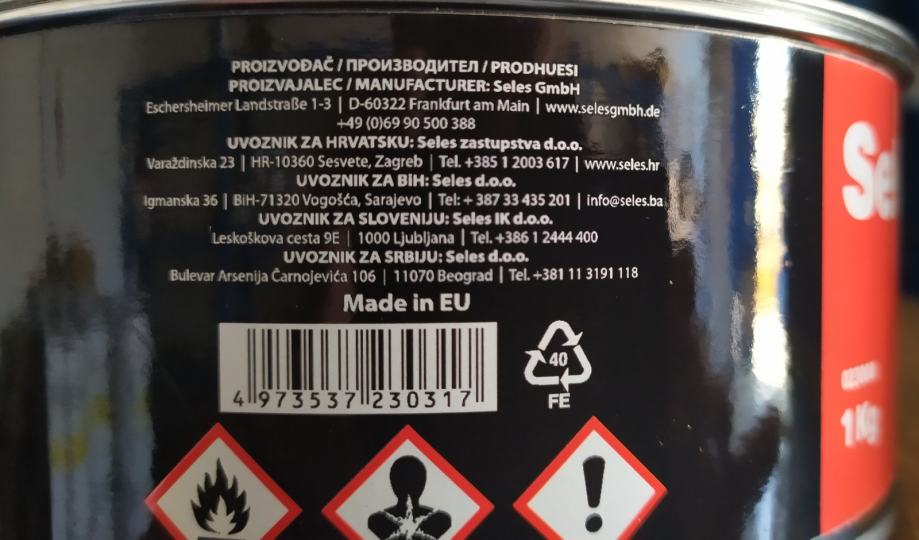 PROIZVOĐAČ / ПРОИЗВОДИТЕЛ / PRODHUESI
PROIZVAJALEC / MANUFACTURER: Seles GmbH
Eschersheimer Landstraße 1-3 | D-60322 Frankfurt am Main | www.selesgmbh.de
+49 (0)69 90 500 388
UVOZNIK ZA HRVATSKU: Seles zastupstva d.o.o.
Varaždinska 23 | HR-10360 Sesvete, Zagreb | Tel. +385 1 2003 617 | www.seles.hr
UVOZNIK ZA BiH: Seles d.o.o.
Igmanska 36 | BiH-71320 Vogošća, Sarajevo | Tel: + 387 33 435 201 | info@seles.ba
UVOZNIK ZA SLOVENIJU: Seles IK d.o.o.
Leskoškova cesta 9E | 1000 Ljubljana | Tel. +386 1 2444 400
UVOZNIK ZA SRBIJU: Seles d.o.o.
Bulevar Arsenija Čarnojevića 106 | 11070 Beograd | Tel. +381 11 3191 118
Made in EU
4 973537 230317
40
FE
Sel
1 Kg